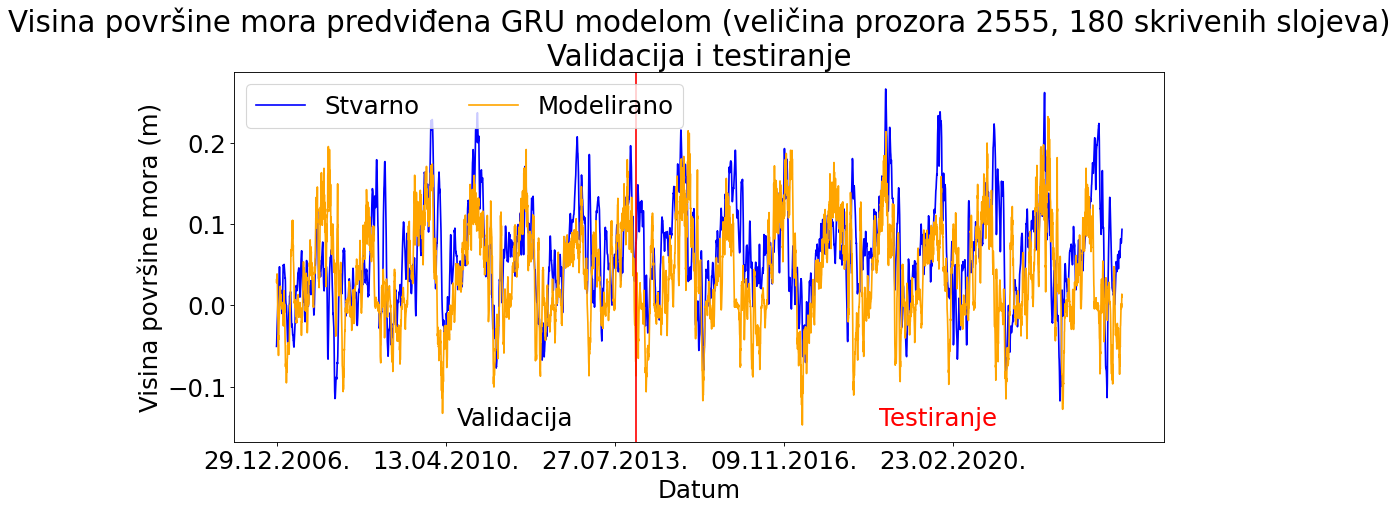 Visina površine mora predviđena GRU modelom (veličina prozora 2555, 180 skrivenih slojeva)
Validacija i testiranje
Stvarno
Modelirano
Visina površine mora (m)
0.2
0.1
0.0
−0.1
Validacija
Testiranje
29.12.2006.
13.04.2010.
27.07.2013.
09.11.2016.
23.02.2020.
Datum